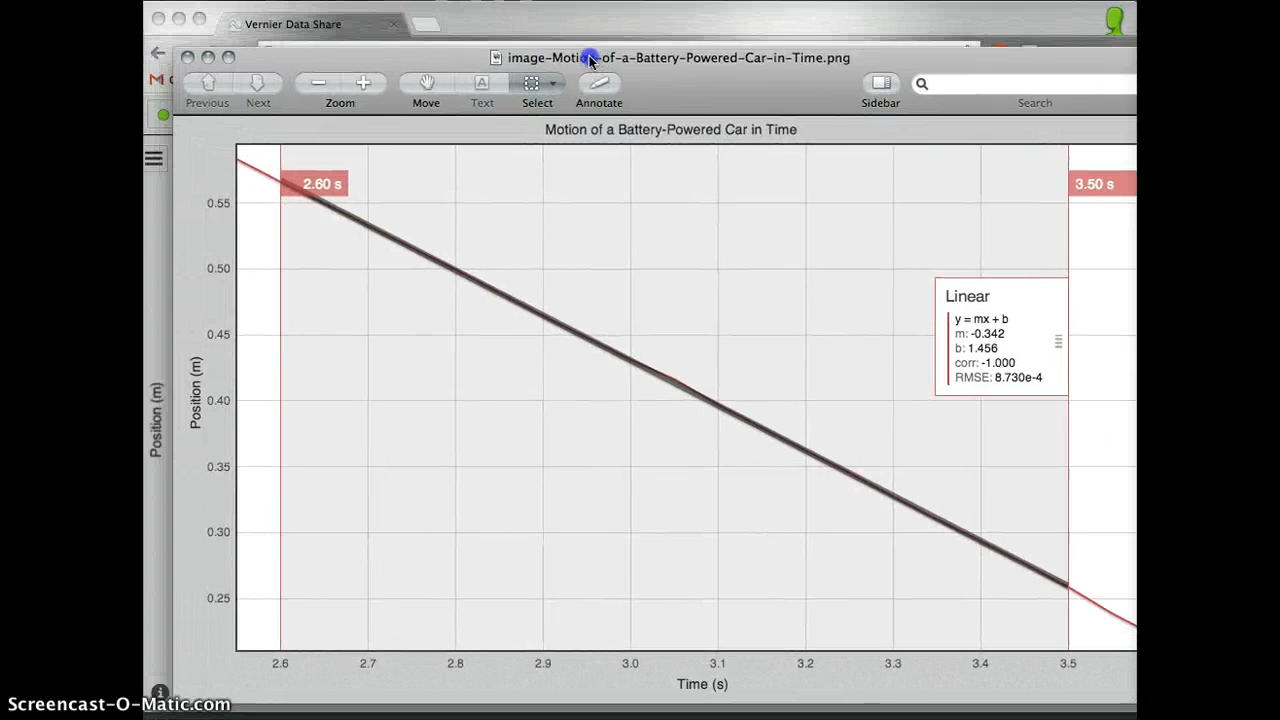 Vernier Data Share
image-Motio -of-a-Battery-Powered-Car-in-Time.png
Previous
Next
Zoom
Move
Text
Select
Annotate
Sidebar
Search
Motion of a Battery-Powered Car in Time
2.60 s
3.50 s
0.55
0.50
0.45
0.40
0.35
0.30
0.25
Position (m)
Position (m)
Linear
y = mx + b
m: -0.342
b: 1.456
corr: -1.000
RMSE: 8.730e-4
2.6 2.7 2.8 2.9 3.0 3.1 3.2 3.3 3.4 3.5
Time (s)
Screencast-O-Matic.com